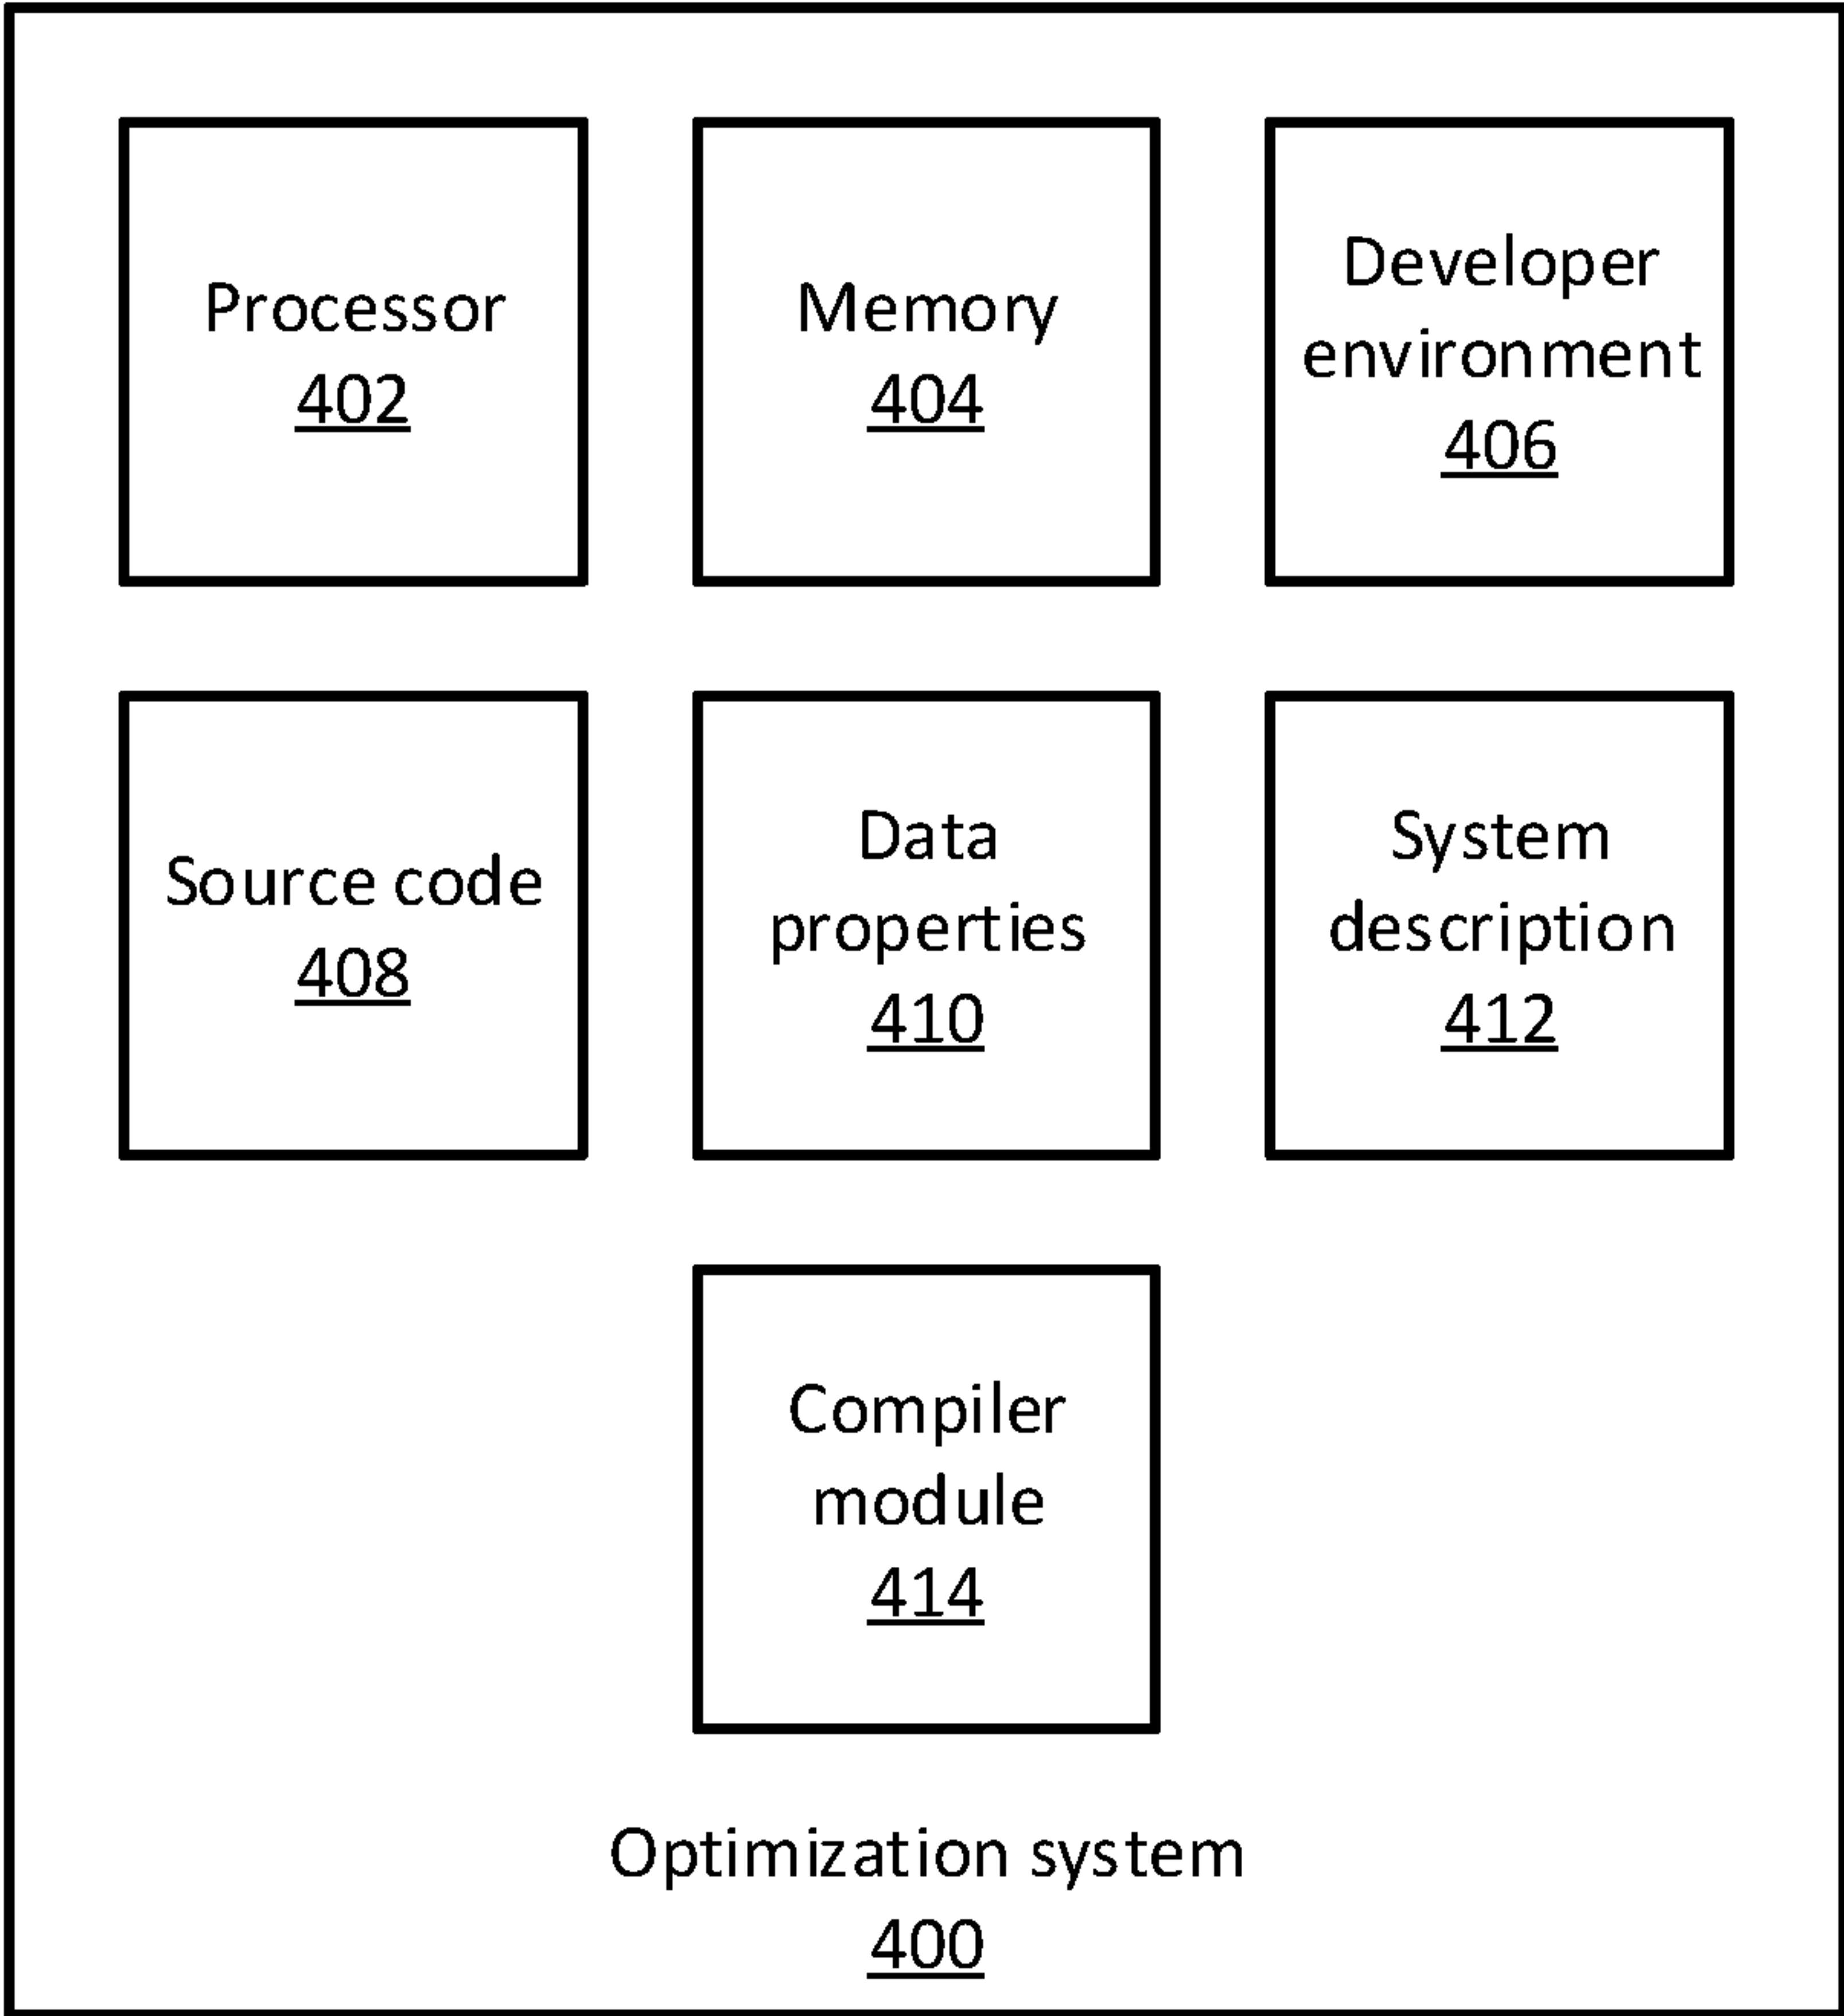 Processor
402
Memory
404
Developer
environment
406
Source code
408
Data
properties
410
System
description
412
Compiler
module
414
Optimization system
400